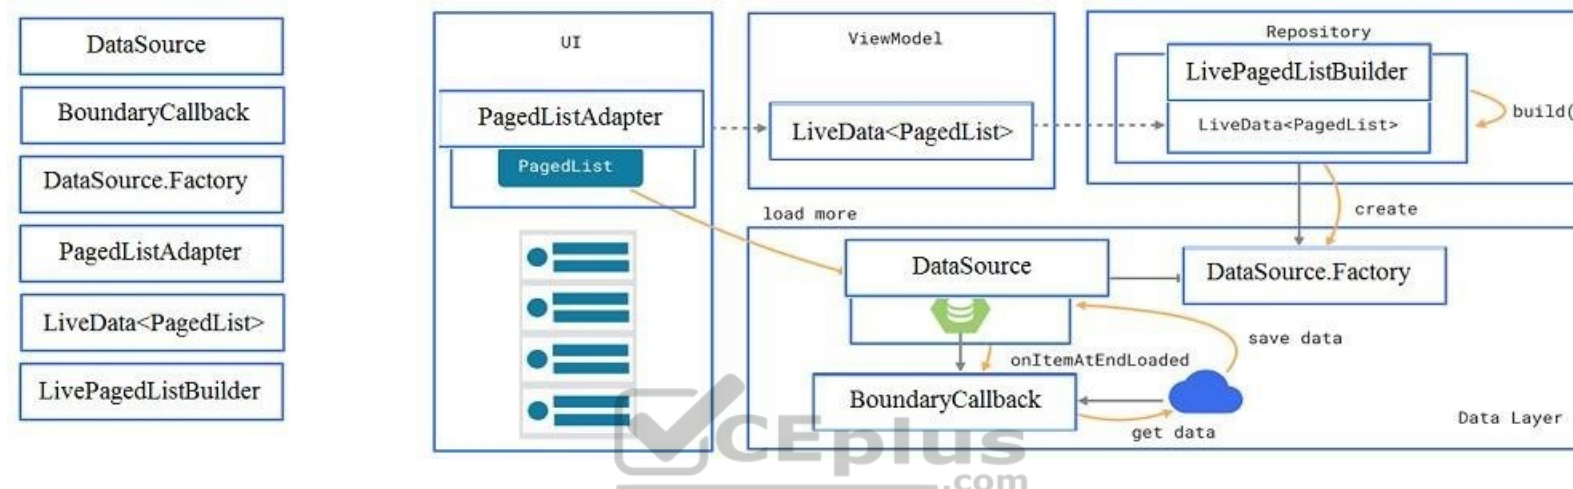 DataSource
BoundaryCallback
DataSource.Factory
PagedListAdapter
LiveData<PagedList>
LivePagedListBuilder
UI
PagedListAdapter
PagedList
ViewModel
LiveData<PagedList>
Repository
LivePagedListBuilder
LiveData<PagedList>
build(
create
load more
DataSource
DataSource.Factory
save data
onItemAtEndLoaded
BoundaryCallback
get data
Data Layer
CEplus
.com